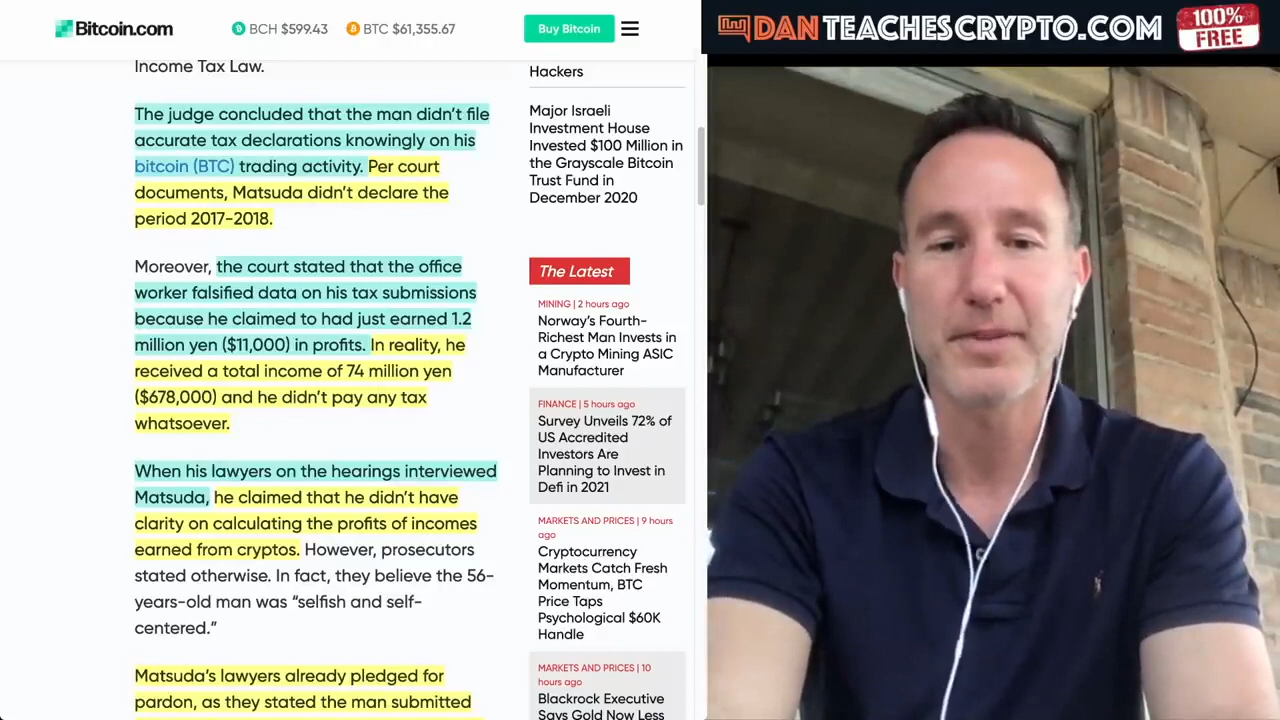 Bitcoin.com
BCH $599.43
BTC $61,355.67
Buy Bitcoin
DANTEACHESCRYPTO.COM
100%
FREE
Income Tax Law.
The judge concluded that the man didn't file
accurate tax declarations knowingly on his
bitcoin (BTC) trading activity. Per court
documents, Matsuda didn't declare the
period 2017-2018.
Moreover, the court stated that the office
worker falsified data on his tax submissions
because he claimed to had just earned 1.2
million yen ($11,000) in profits. In reality, he
received a total income of 74 million yen
($678,000) and he didn't pay any tax
whatsoever.
When his lawyers on the hearings interviewed
Matsuda, he claimed that he didn't have
clarity on calculating the profits of incomes
earned from cryptos. However, prosecutors
stated otherwise. In fact, they believe the 56-
years-old man was “selfish and self-
centered.”
Matsuda's lawyers already pledged for
pardon, as they stated the man submitted
Hackers
Major Israeli
Investment House
Invested $100 Million in
the Grayscale Bitcoin
Trust Fund in
December 2020
The Latest
MINING | 2 hours ago
Norway's Fourth-
Richest Man Invests in
a Crypto Mining ASIC
Manufacturer
FINANCE | 5 hours ago
Survey Unveils 72% of
US Accredited
Investors Are
Planning to Invest in
Defi in 2021
MARKETS AND PRICES | 9 hours
ago
Cryptocurrency
Markets Catch Fresh
Momentum, BTC
Price Taps
Psychological $60K
Handle
MARKETS AND PRICES | 10
hours ago
Blackrock Executive
Says Gold Now Less